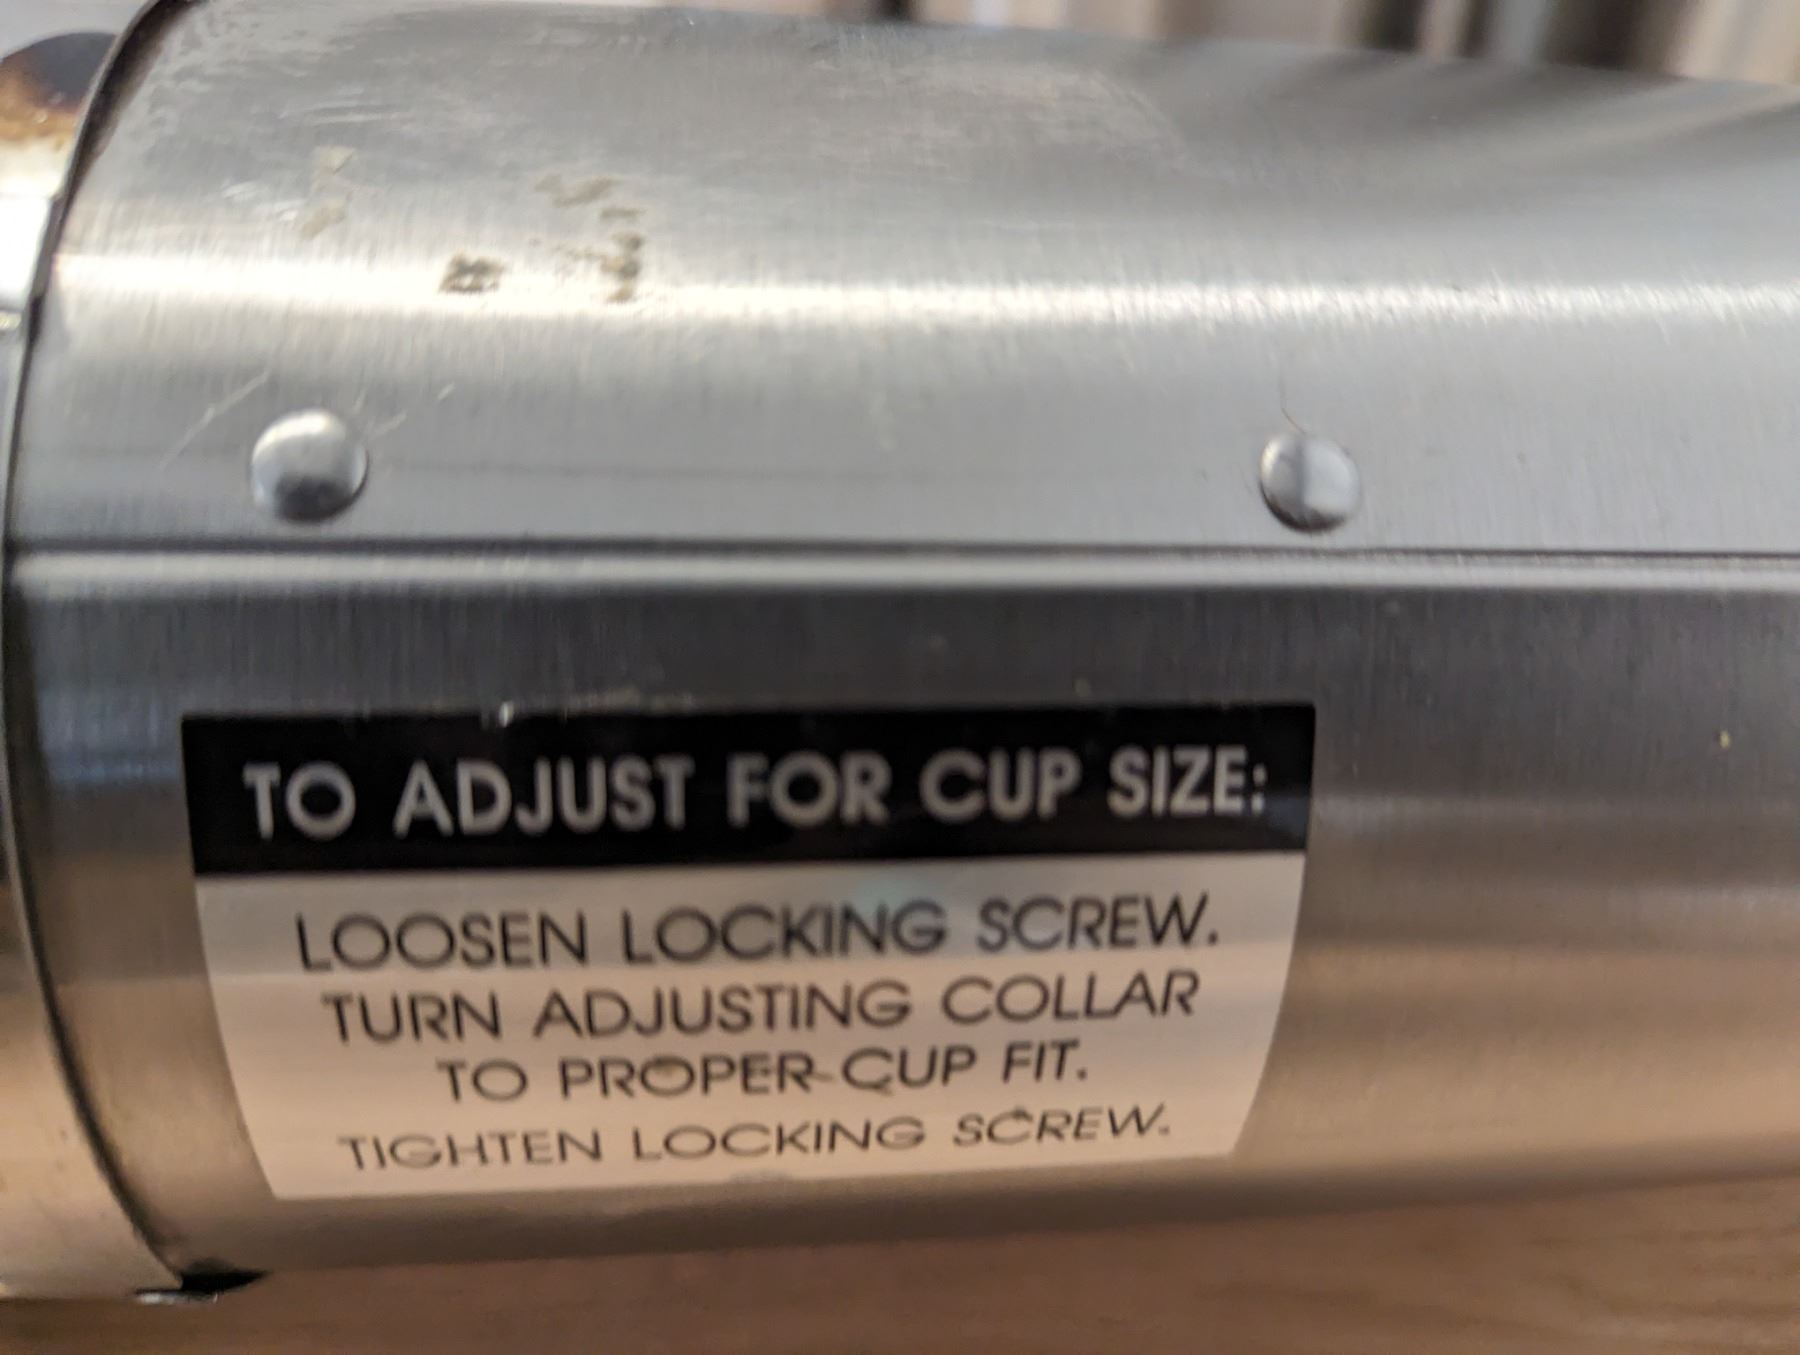 TO ADJUST FOR CUP SIZE:
LOOSEN LOCKING SCREW.
TURN ADJUSTING COLLAR
TO PROPER CUP FIT.
TIGHTEN LOCKING SCREW.